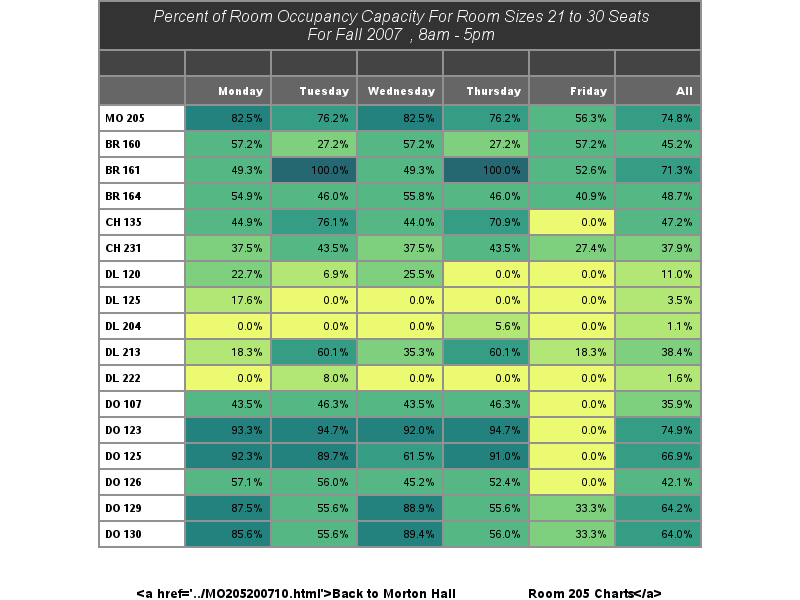 Percent of Room Occupancy Capacity For Room Sizes 21 to 30 Seats
For Fall 2007 , 8am - 5pm
Monday Tuesday Wednesday Thursday Friday All
MO 205 82.5% 76.2% 82.5% 76.2% 56.3% 74.8%
BR 160 57.2% 27.2% 57.2% 27.2% 57.2% 45.2%
BR 161 49.3% 100.0% 49.3% 100.0% 52.6% 71.3%
BR 164 54.9% 46.0% 55.8% 46.0% 40.9% 48.7%
CH 135 44.9% 76.1% 44.0% 70.9% 0.0% 47.2%
CH 231 37.5% 43.5% 37.5% 43.5% 27.4% 37.9%
DL 120 22.7% 6.9% 25.5% 0.0% 0.0% 11.0%
DL 125 17.6% 0.0% 0.0% 0.0% 0.0% 3.5%
DL 204 0.0% 0.0% 0.0% 5.6% 0.0% 1.1%
DL 213 18.3% 60.1% 35.3% 60.1% 18.3% 38.4%
DL 222 0.0% 8.0% 0.0% 0.0% 0.0% 1.6%
DO 107 43.5% 46.3% 43.5% 46.3% 0.0% 35.9%
DO 123 93.3% 94.7% 92.0% 94.7% 0.0% 74.9%
DO 125 92.3% 89.7% 61.5% 91.0% 0.0% 66.9%
DO 126 57.1% 56.0% 45.2% 52.4% 0.0% 42.1%
DO 129 87.5% 55.6% 88.9% 55.6% 33.3% 64.2%
DO 130 85.6% 55.6% 89.4% 56.0% 33.3% 64.0%
<a href='../MO205200710.html'>Back to Morton Hall Room 205 Charts</a>